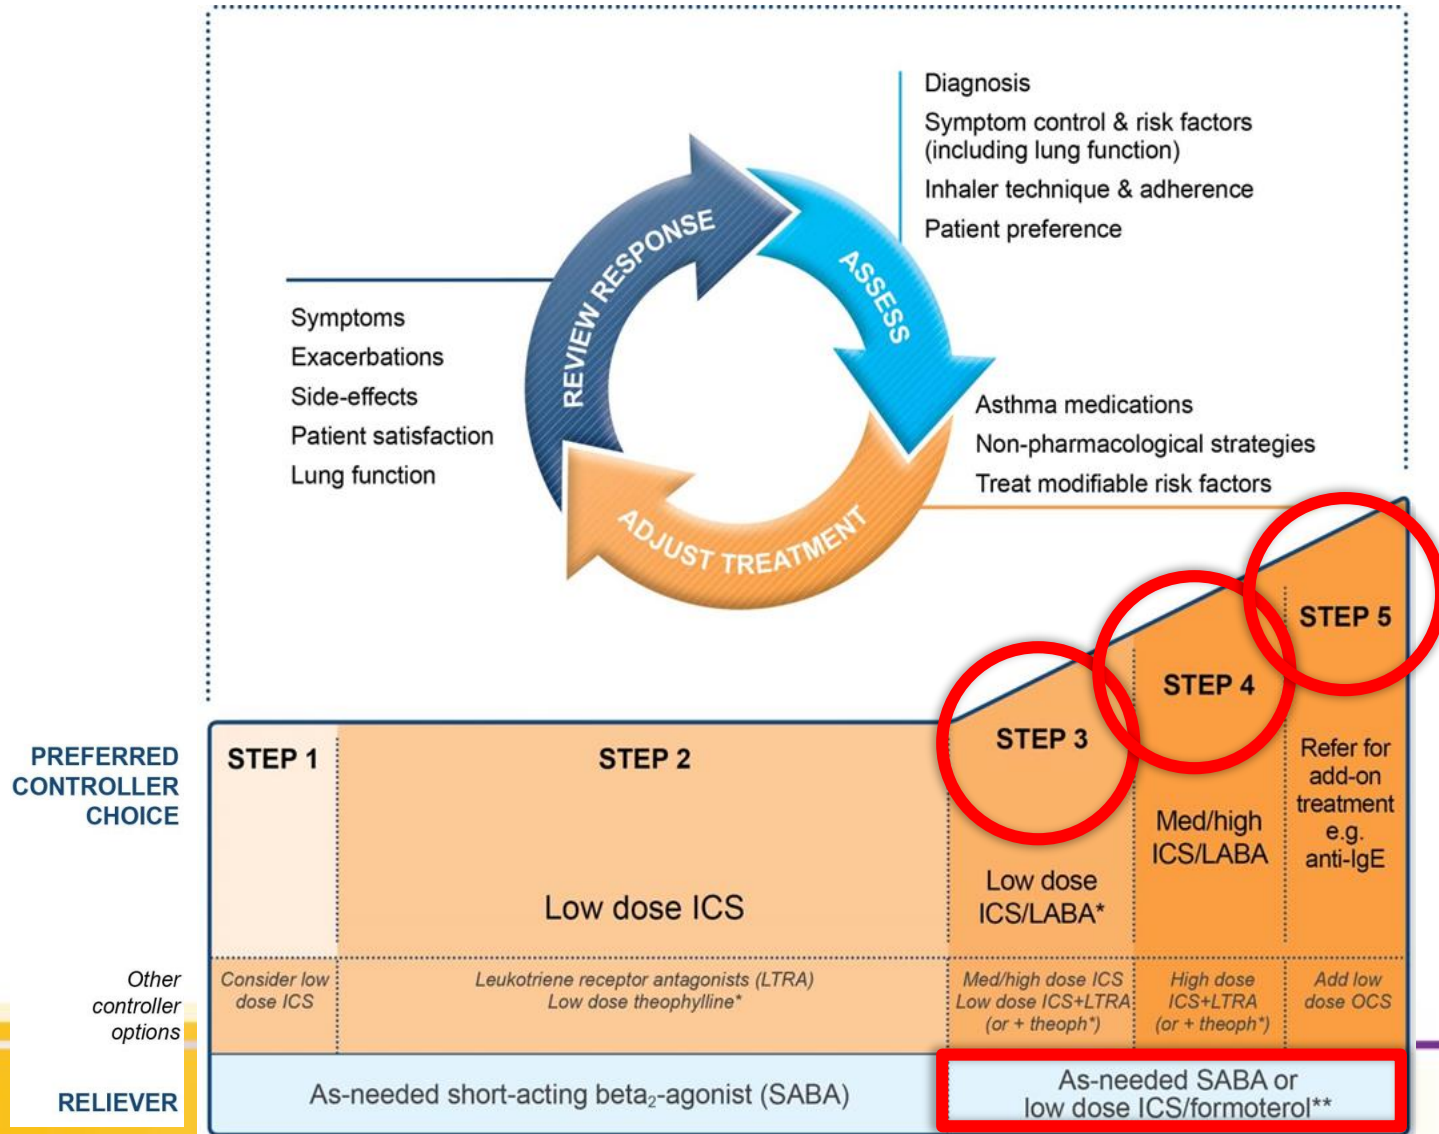 Diagnosis
Symptom control & risk factors
(including lung function)
Inhaler technique & adherence
Patient preference
REVIEW RESPONSE
ASSESS
ADJUST TREATMENT
Symptoms
Exacerbations
Side-effects
Patient satisfaction
Lung function
Asthma medications
Non-pharmacological strategies
Treat modifiable risk factors
PREFERRED
CONTROLLER
CHOICE
STEP 1
STEP 2
Low dose ICS
STEP 3
Low dose
ICS/LABA*
STEP 4
Med/high
ICS/LABA
STEP 5
Refer for
add-on
treatment
e.g.
anti-IgE
Other
controller
options
Consider low
dose ICS
Leukotriene receptor antagonists (LTRA)
Low dose theophylline*
Med/high dose ICS
Low dose ICS+LTRA
(or + theoph*)
High dose
ICS+LTRA
(or + theoph*)
Add low
dose OCS
RELIEVER
As-needed short-acting beta₂-agonist (SABA)
As-needed SABA or
low dose ICS/formoterol**